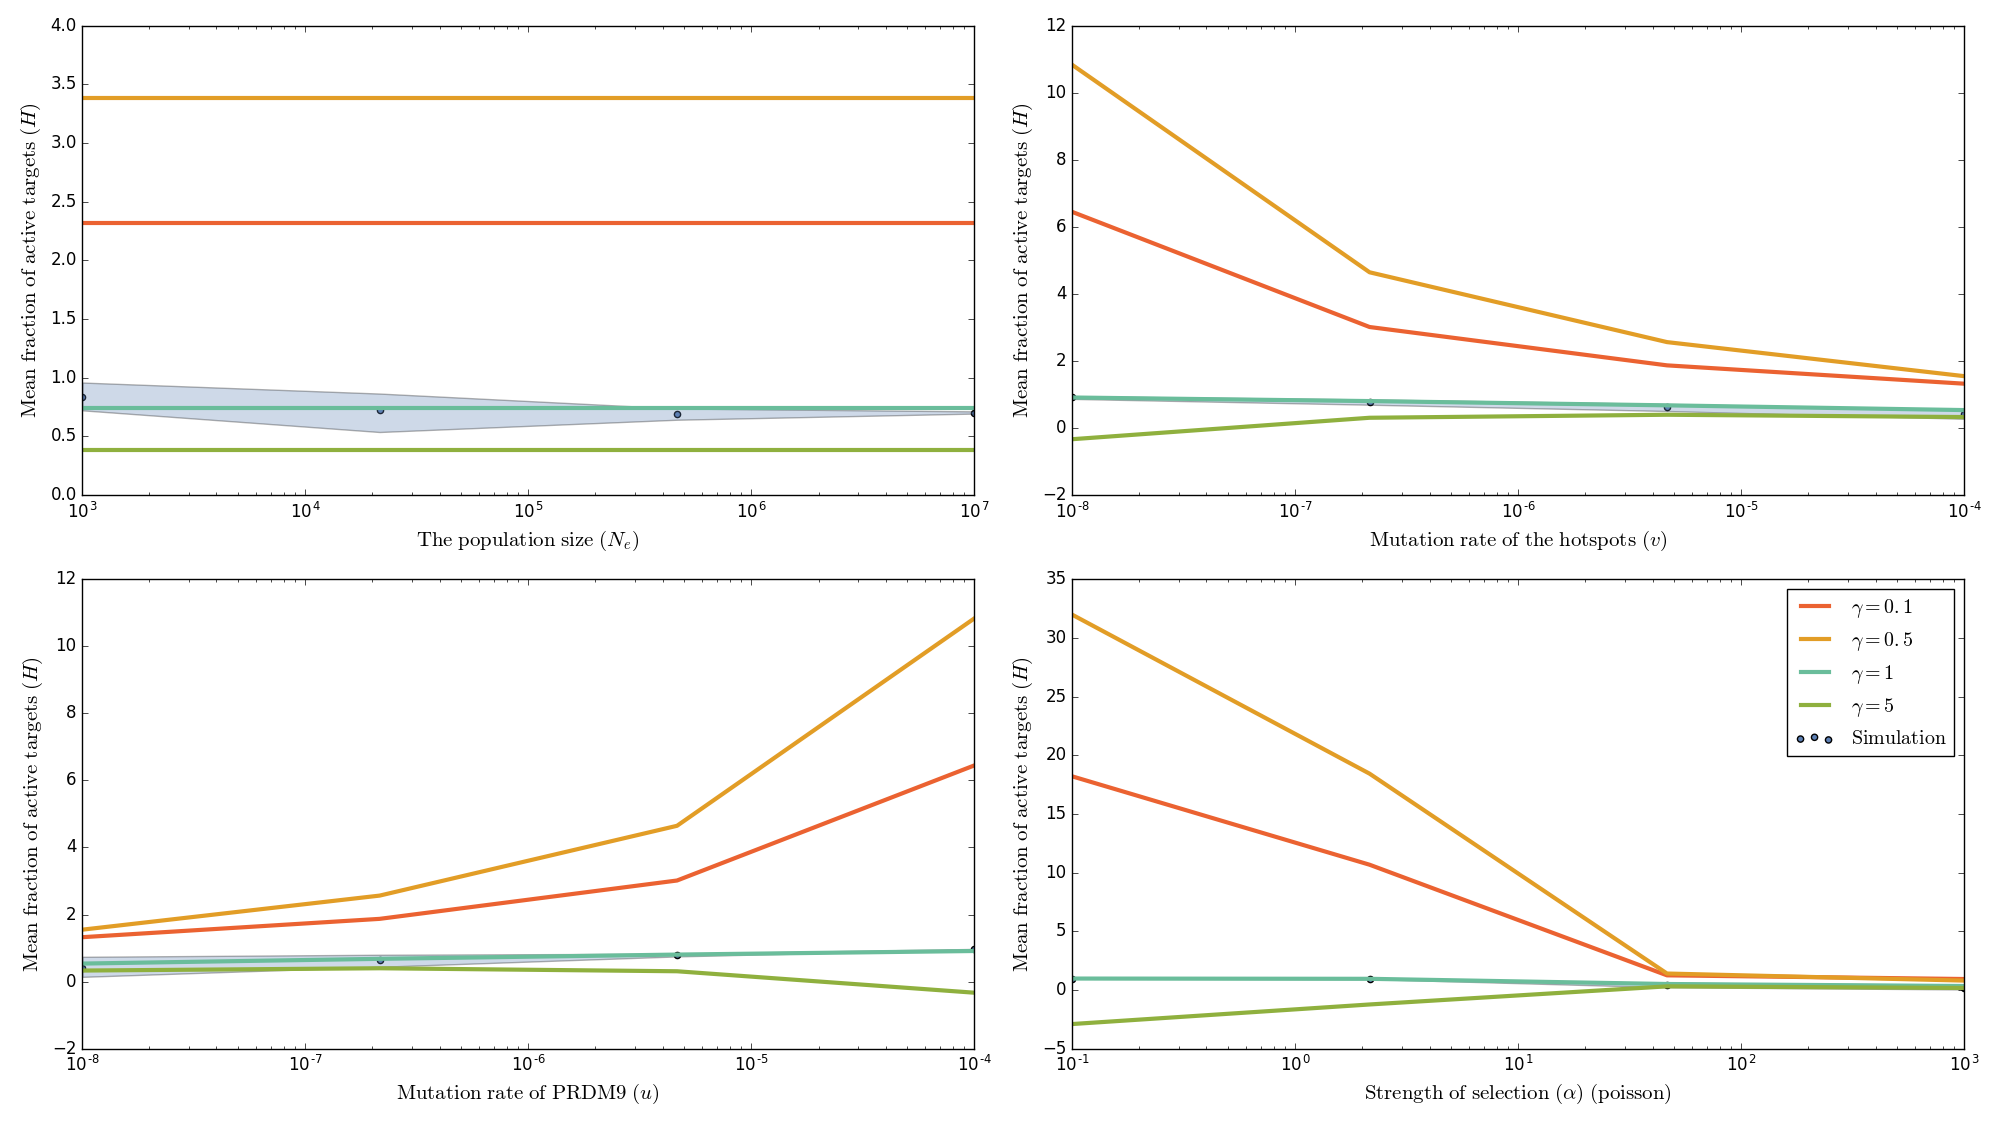 4.0
3.5
3.0
2.5
2.0
1.5
1.0
0.5
0.0
Mean fraction of active targets (H)
10^3 10^4 10^5 10^6 10^7
The population size (N_e)
12
10
8
6
4
2
0
−2
Mean fraction of active targets (H)
10^-8 10^-7 10^-6 10^-5 10^-4
Mutation rate of the hotspots (v)
12
10
8
6
4
2
0
−2
Mean fraction of active targets (H)
10^-8 10^-7 10^-6 10^-5 10^-4
Mutation rate of PRDM9 (u)
35
30
25
20
15
10
5
0
−5
Mean fraction of active targets (H)
10^-1 10^0 10^1 10^2 10^3
Strength of selection (α) (poisson)
γ = 0.1
γ = 0.5
γ = 1
γ = 5
Simulation